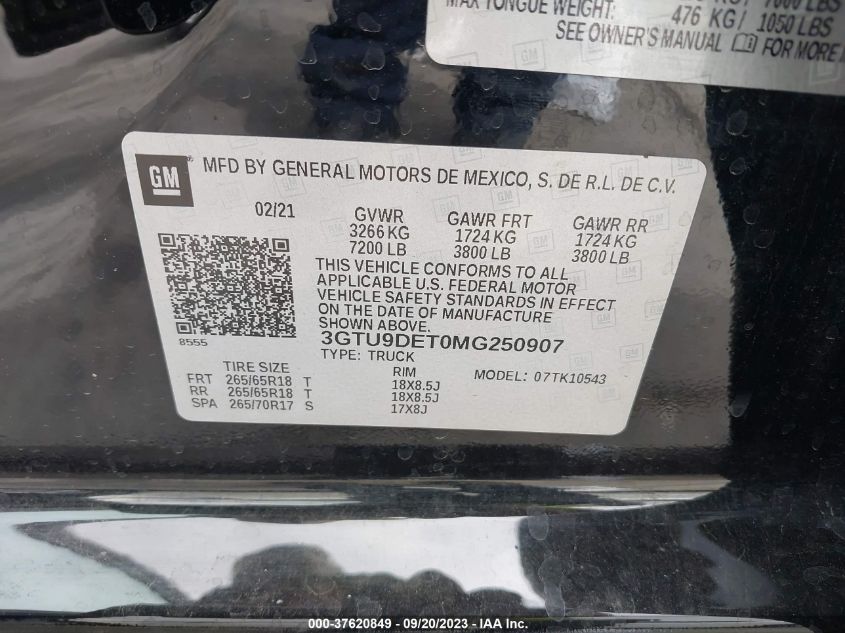 7000 LBS
MAX TONGUE WEIGHT: 476 KG/ 1050 LBS
SEE OWNER'S MANUAL FOR MORE
GM
MFD BY GENERAL MOTORS DE MEXICO, S. DE R.L. DE C.V.
02/21 GVWR GAWR FRT GAWR RR
3266 KG 1724 KG 1724 KG
7200 LB 3800 LB 3800 LB
THIS VEHICLE CONFORMS TO ALL
APPLICABLE U.S. FEDERAL MOTOR
VEHICLE SAFETY STANDARDS IN EFFECT
ON THE DATE OF MANUFACTURE
SHOWN ABOVE.
8555
3GTU9DET0MG250907
TYPE: TRUCK
TIRE SIZE RIM MODEL: 07TK10543
FRT 265/65R18 T 18X8.5J
RR 265/65R18 T 18X8.5J
SPA 265/70R17 S 17X8J
000-37620849 - 09/20/2023 - IAA Inc.